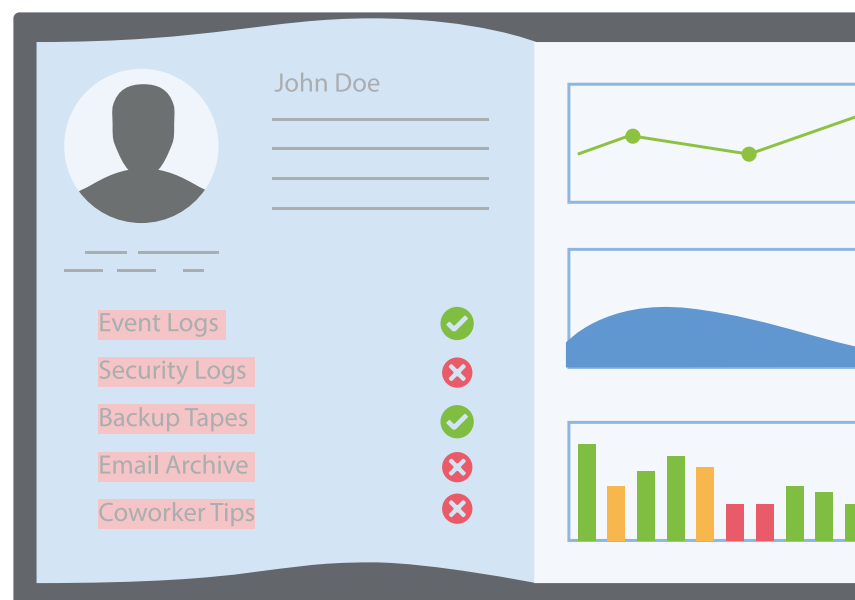 John Doe
Event Logs
Security Logs
Backup Tapes
Email Archive
Coworker Tips